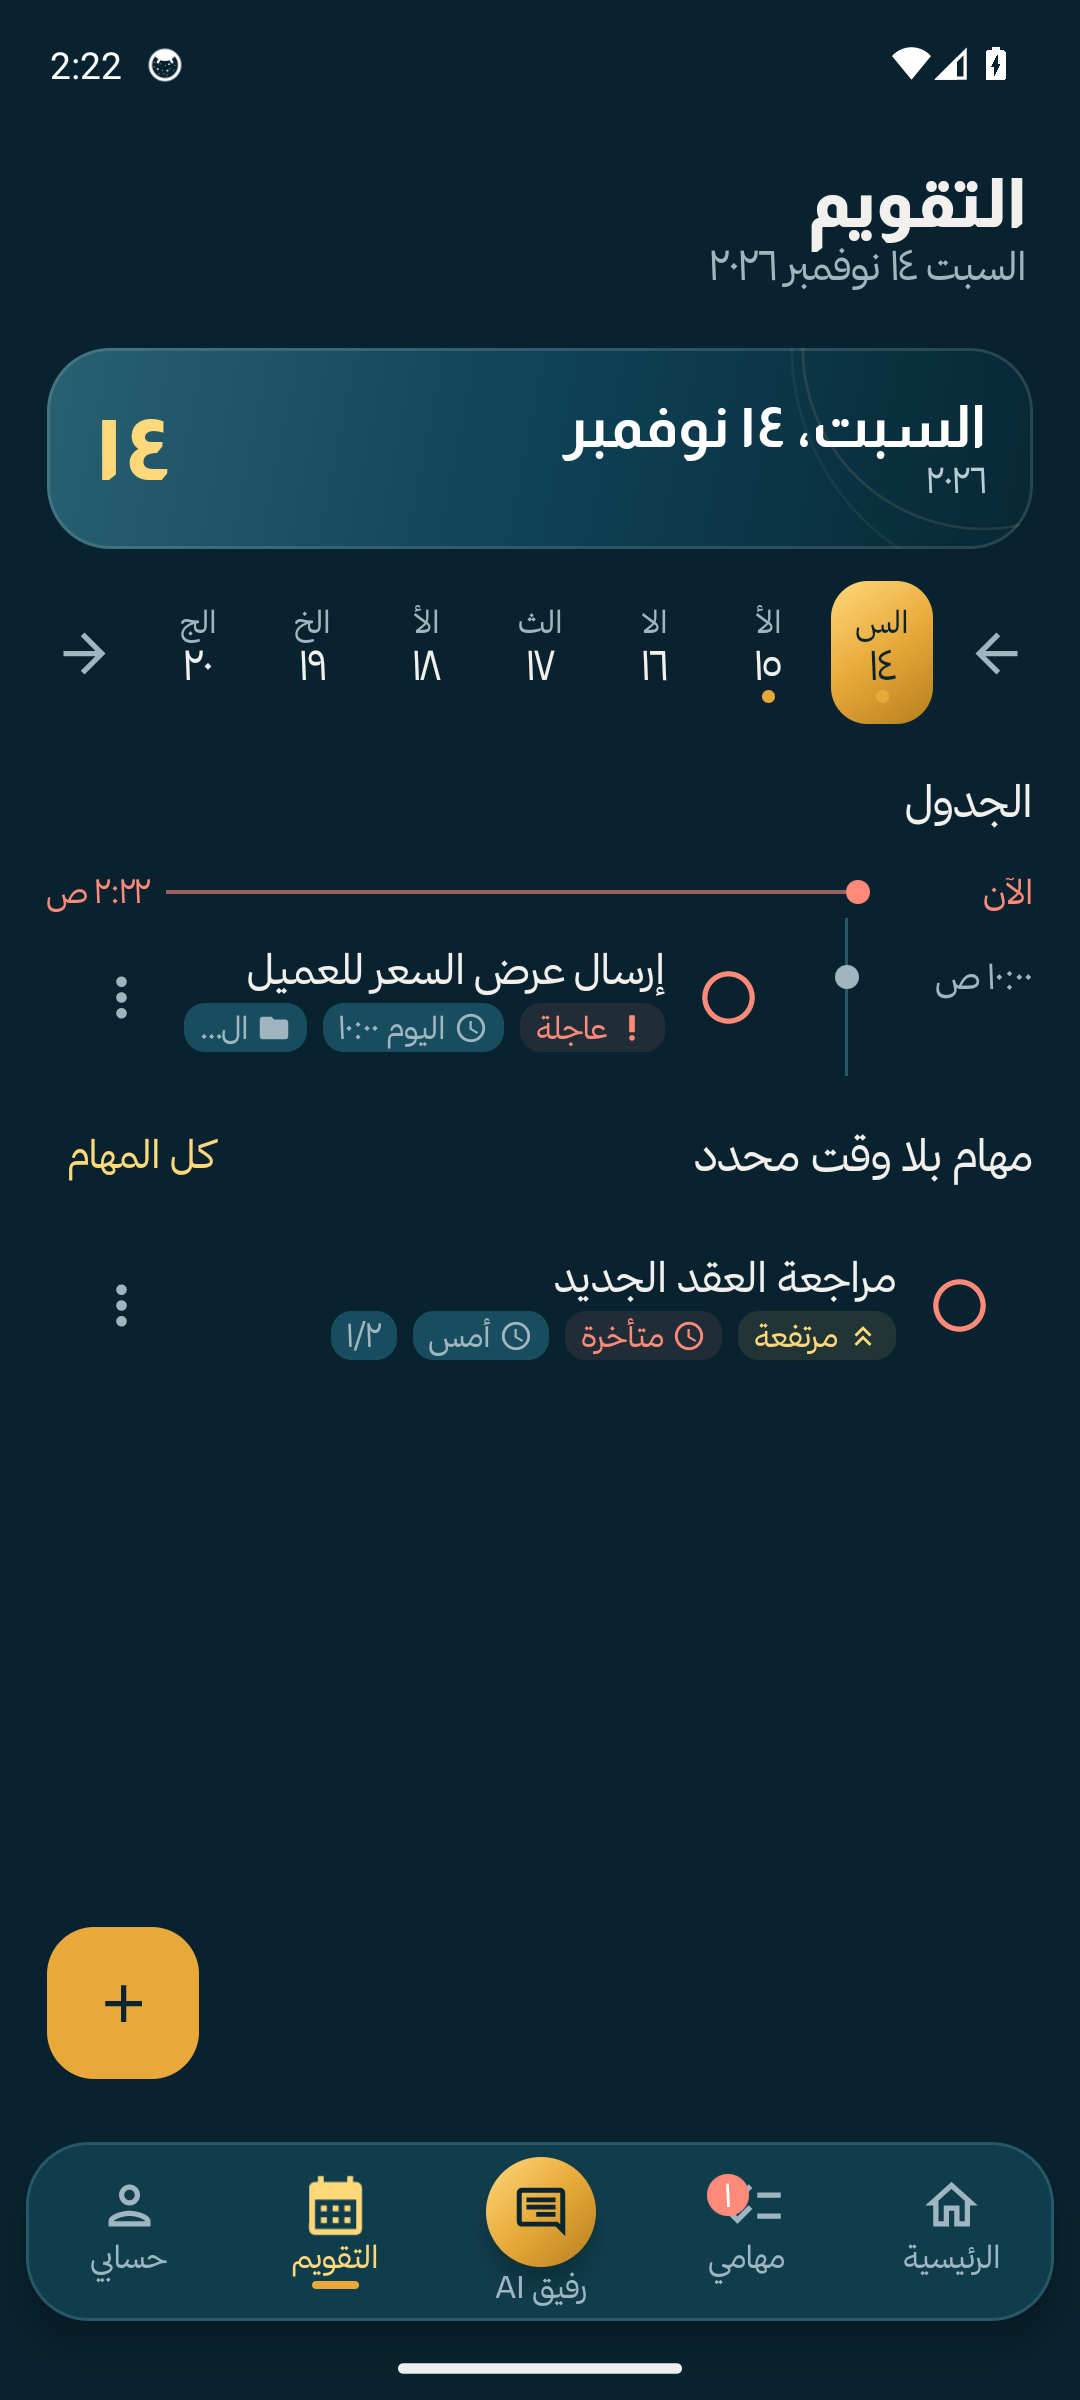 2:22
التقويم
السبت ١٤ نوفمبر ٢٠٢٦
السبت، ١٤ نوفمبر
٢٠٢٦
١٤
الس ١٤
الأ ١٥
الا ١٦
الث ١٧
الأ ١٨
الخ ١٩
الج ٢٠
الجدول
الآن
٢:٢٢ ص
١٠:٠٠ ص
إرسال عرض السعر للعميل
عاجلة
اليوم ١٠:٠٠
ال...
مهام بلا وقت محدد
كل المهام
مراجعة العقد الجديد
مرتفعة
متأخرة
أمس
١/٢
الرئيسية
١
مهامي
رفيق AI
التقويم
حسابي